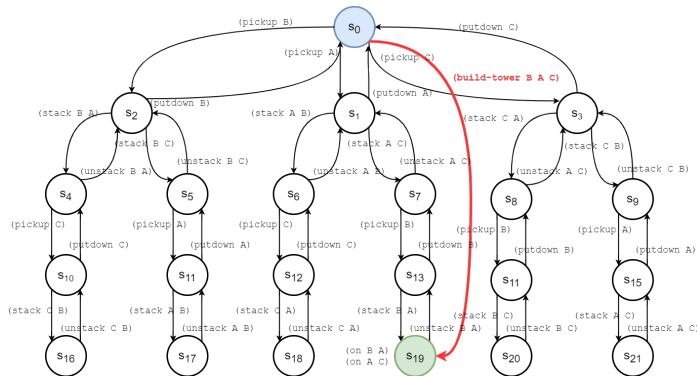 (pickup B)
s0
(putdown C)
(pickup A)
(pickup C)
(build-tower B A C)
(putdown B)
(putdown A)
s2
s1
s3
(stack B A)
(stack B C)
(stack A B)
(stack A C)
(stack C A)
(stack C B)
(unstack B A)
(unstack B C)
(unstack A B)
(unstack A C)
(unstack C A)
(unstack C B)
s4
s5
s6
s7
s8
s9
(pickup C)
(pickup A)
(pickup C)
(pickup B)
(pickup B)
(pickup A)
(putdown C)
(putdown A)
(putdown C)
(putdown B)
(putdown B)
(putdown A)
s10
s11
s12
s13
s11
s15
(stack C B)
(stack A B)
(stack C A)
(stack B A)
(stack B C)
(stack A C)
(unstack C B)
(unstack A B)
(unstack C A)
(unstack B A)
(unstack B C)
(unstack A C)
s16
s17
s18
(on B A)
(on A C)
s19
s20
s21